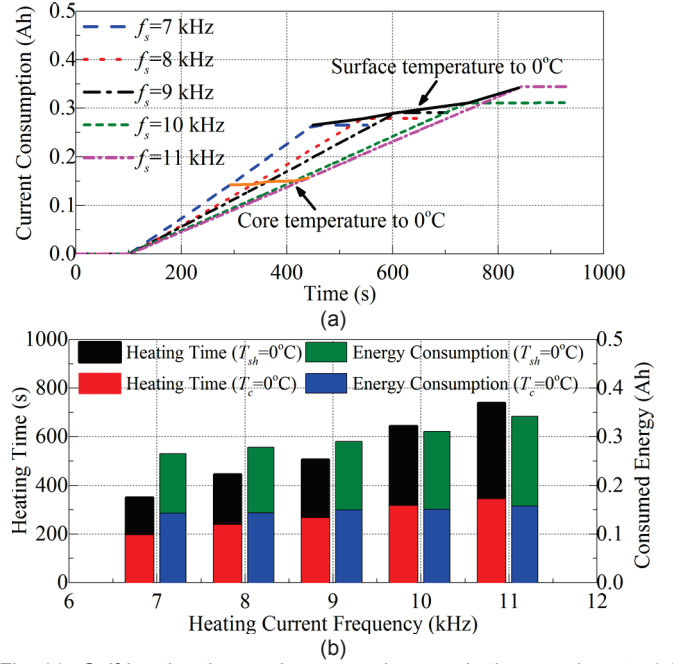 0.5
0.4
0.3
0.2
0.1
0.0
Current Consumption (Ah)
fs=7 kHz
fs=8 kHz
fs=9 kHz
fs=10 kHz
fs=11 kHz
Surface temperature to 0°C
Core temperature to 0°C
0 200 400 600 800 1000
Time (s)
(a)
1000
800
600
400
200
0
Heating Time (s)
Heating Time (Tsh=0°C)
Energy Consumption (Tsh=0°C)
Heating Time (Tc=0°C)
Energy Consumption (Tc=0°C)
0.5
0.4
0.3
0.2
0.1
0.0
Consumed Energy (Ah)
6 7 8 9 10 11 12
Heating Current Frequency (kHz)
(b)